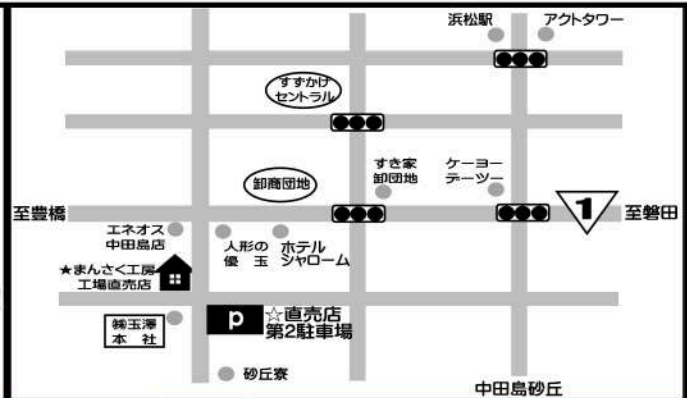 浜松駅
アクトタワー
すずかけ
セントラル
すき家
卸団地
ケーヨー
デーツー
卸商団地
至豊橋
1
至磐田
エネオス
中田島店
人形の
優玉
ホテル
シャローム
★まんさく工房
工場直売店
㈱玉澤
本社
P
☆直売店
第2駐車場
砂丘寮
中田島砂丘